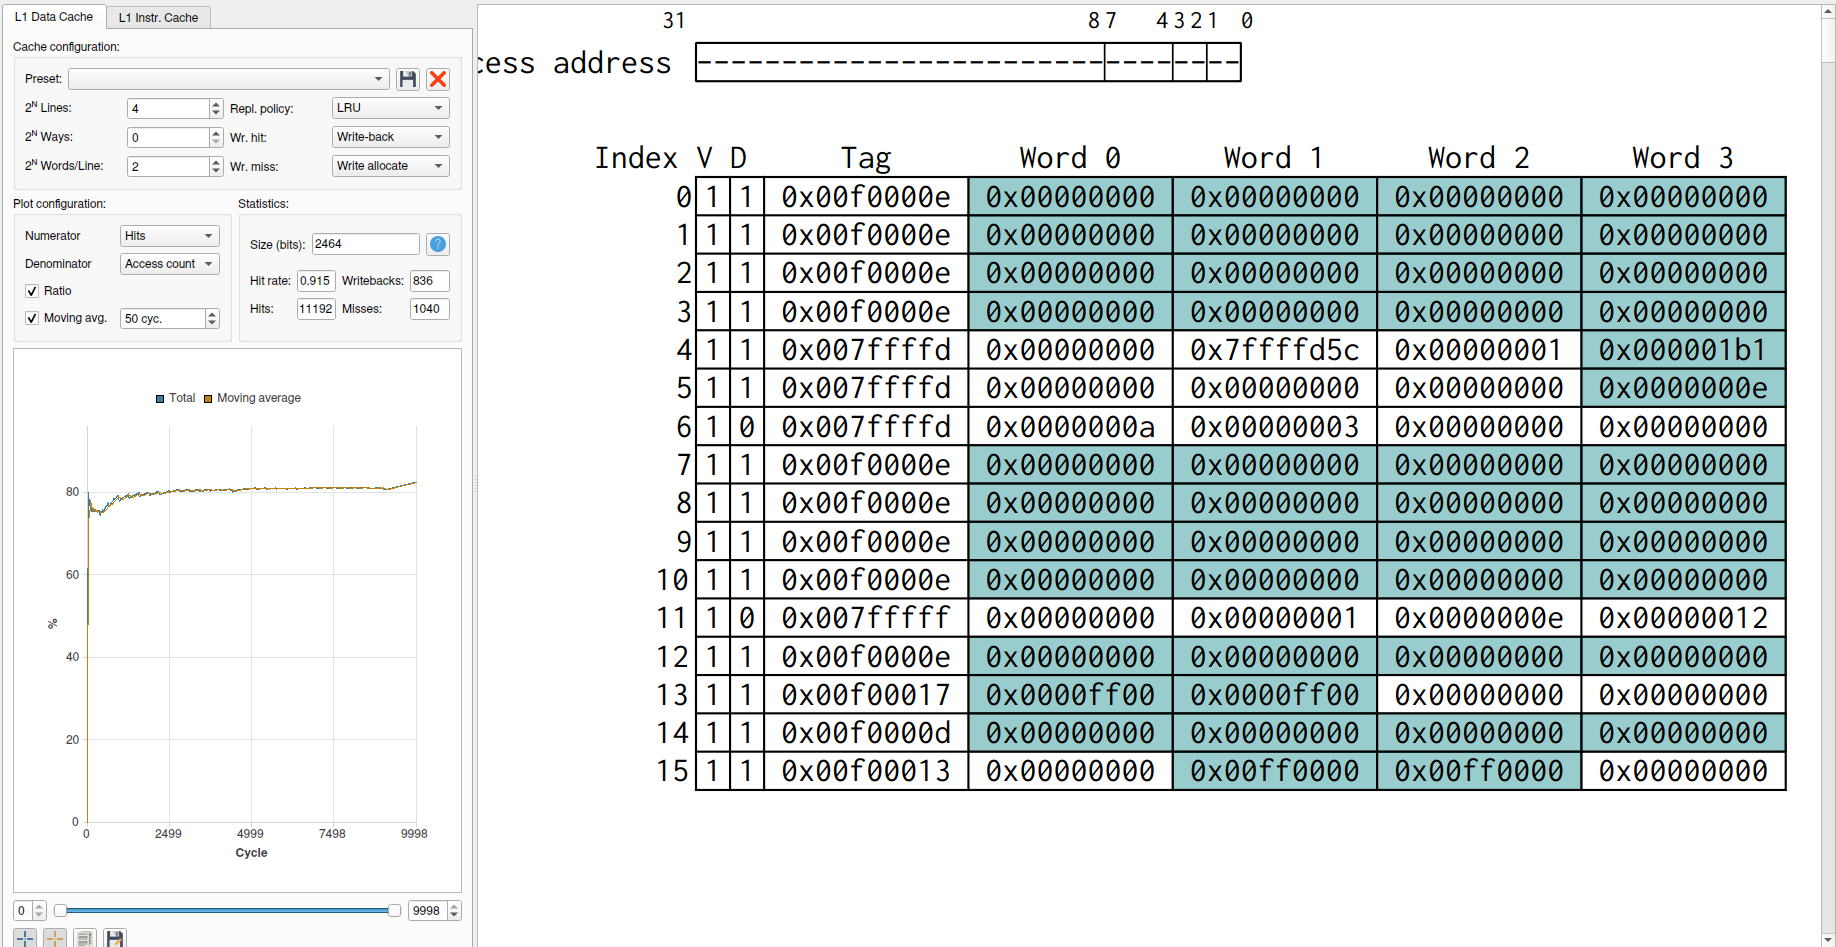 L1 Data Cache L1 Instr. Cache
Cache configuration:
Preset:
2^N Lines: 4 Repl. policy: LRU
2^N Ways: 0 Wr. hit: Write-back
2^N Words/Line: 2 Wr. miss: Write allocate
Plot configuration: Statistics:
Numerator Hits
Denominator Access count
Ratio
Moving avg. 50 cyc.
Size (bits): 2464 ?
Hit rate: 0.915 Writebacks: 836
Hits: 11192 Misses: 1040
Total Moving average
80
60
%
40
20
0
0 2499 4999 7498 9998
Cycle
0 9998
31 8 7 4 3 2 1 0
cess address ------------------------ ---- -- --
Index V D Tag Word 0 Word 1 Word 2 Word 3
0 1 1 0x00f0000e 0x00000000 0x00000000 0x00000000 0x00000000
1 1 1 0x00f0000e 0x00000000 0x00000000 0x00000000 0x00000000
2 1 1 0x00f0000e 0x00000000 0x00000000 0x00000000 0x00000000
3 1 1 0x00f0000e 0x00000000 0x00000000 0x00000000 0x00000000
4 1 1 0x007ffffd 0x00000000 0x7ffffd5c 0x00000001 0x000001b1
5 1 1 0x007ffffd 0x00000000 0x00000000 0x00000000 0x0000000e
6 1 0 0x007ffffd 0x0000000a 0x00000003 0x00000000 0x00000000
7 1 1 0x00f0000e 0x00000000 0x00000000 0x00000000 0x00000000
8 1 1 0x00f0000e 0x00000000 0x00000000 0x00000000 0x00000000
9 1 1 0x00f0000e 0x00000000 0x00000000 0x00000000 0x00000000
10 1 1 0x00f0000e 0x00000000 0x00000000 0x00000000 0x00000000
11 1 0 0x007fffff 0x00000000 0x00000001 0x0000000e 0x00000012
12 1 1 0x00f0000e 0x00000000 0x00000000 0x00000000 0x00000000
13 1 1 0x00f00017 0x0000ff00 0x0000ff00 0x00000000 0x00000000
14 1 1 0x00f0000d 0x00000000 0x00000000 0x00000000 0x00000000
15 1 1 0x00f00013 0x00000000 0x00ff0000 0x00ff0000 0x00000000